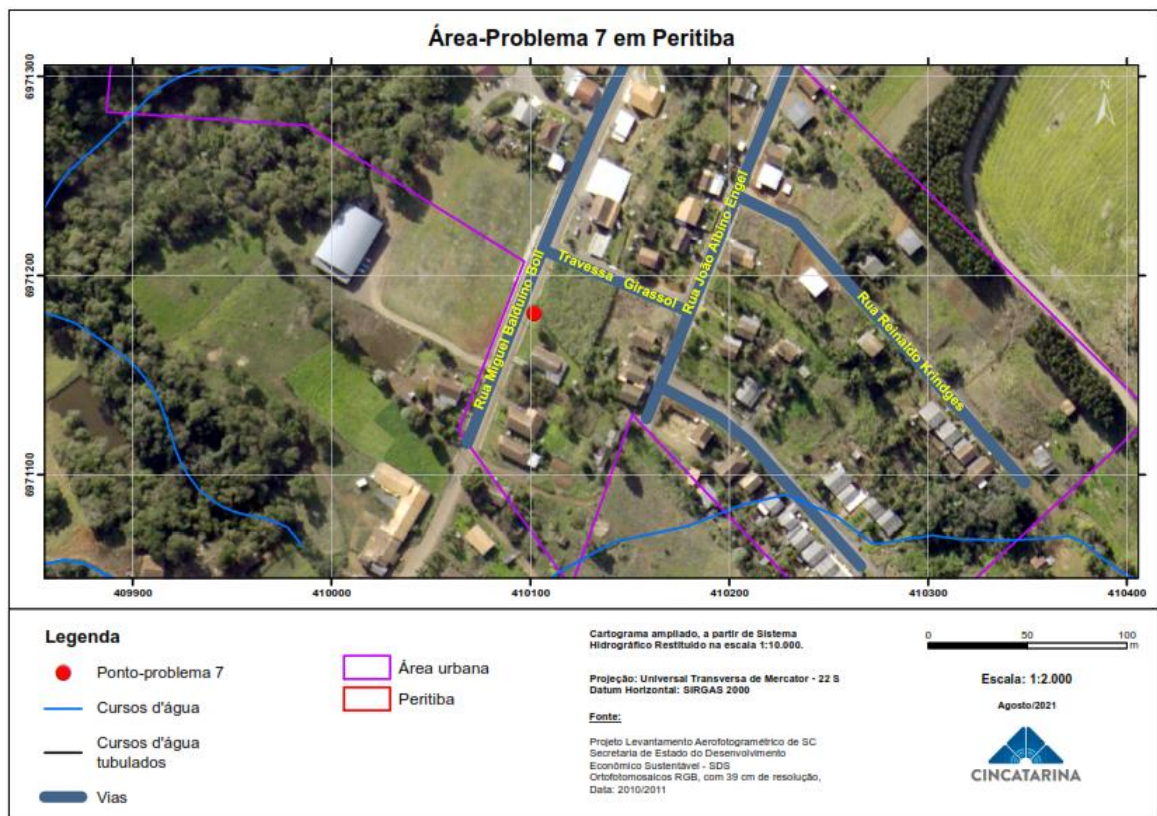 Área-Problema 7 em Peritiba
6971300
6971200
6971100
N
Rua Miguel Balduino Boll
Travessa Girassol
Rua João Albino Engel
Rua Reinaldo Krindges
409900
410000
410100
410200
410300
410400
Legenda
Ponto-problema 7
Cursos d'água
Cursos d'água
tubulados
Vias
Área urbana
Peritiba
Cartograma ampliado, a partir de Sistema
Hidrográfico Restituido na escala 1:10.000.
Projeção: Universal Transversa de Mercator - 22 S
Datum Horizontal: SIRGAS 2000
Fonte:
Projeto Levantamento Aerofotogramétrico de SC
Secretaria de Estado do Desenvolvimento
Econômico Sustentável - SDS
Ortofotomosaicos RGB, com 39 cm de resolução,
Data: 2010/2011
0 50 100
m
Escala: 1:2.000
Agosto/2021
CINCATARINA